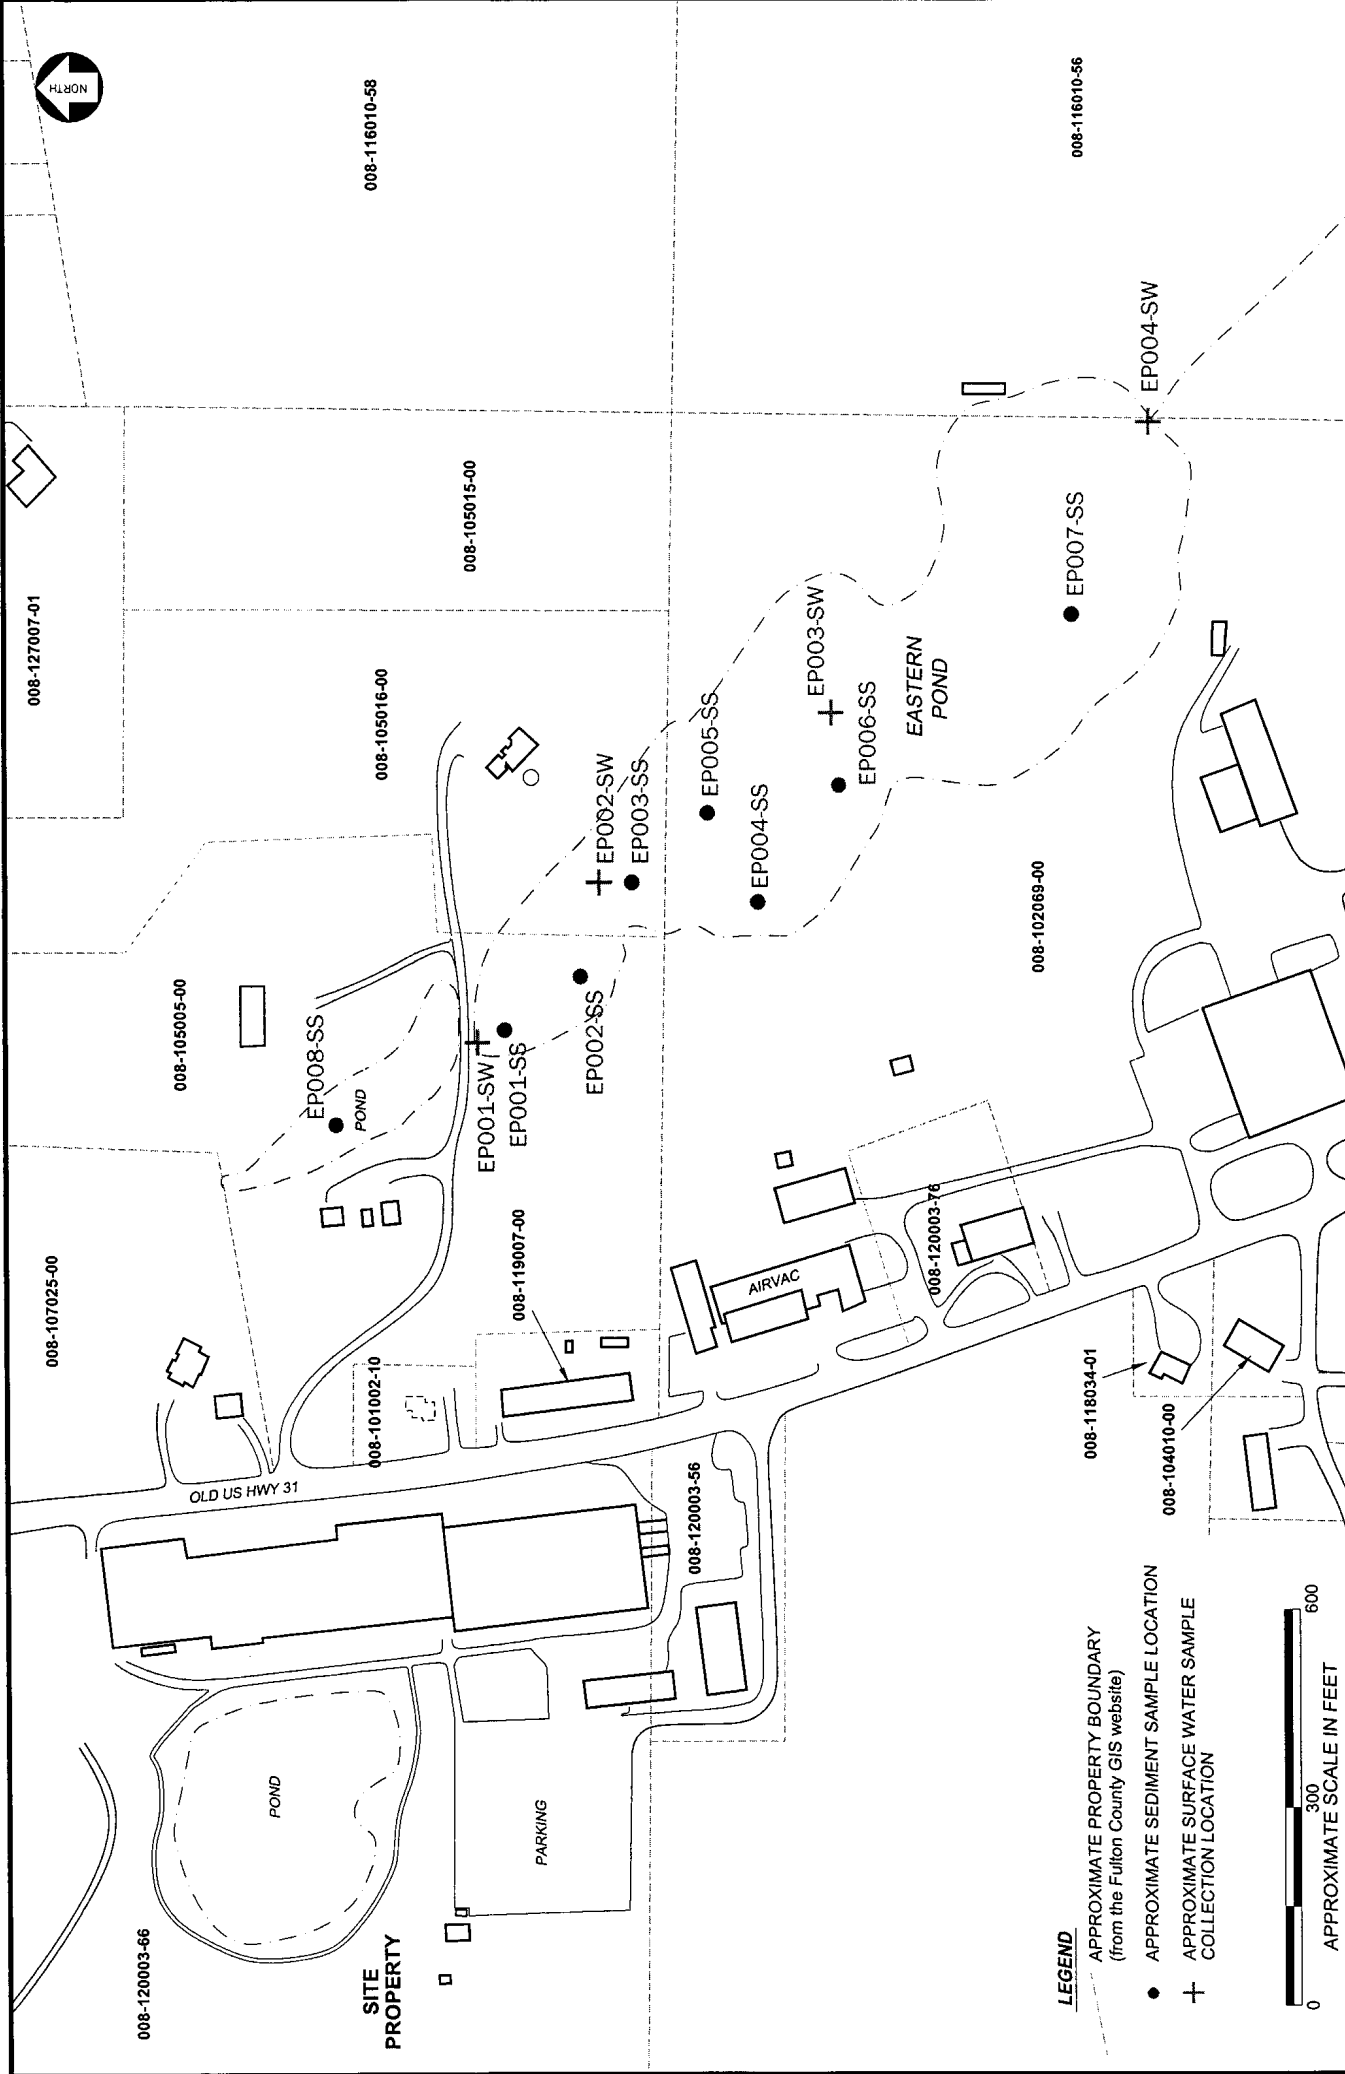 NORTH
008-127007-01
008-116010-58
008-116010-56
008-105015-00
008-105016-00
008-105005-00
008-107025-00
EP008-SS
POND
EP001-SW
EP001-SS
EP002-SS
EP002-SW
EP003-SS
EP005-SS
EP004-SS
EP003-SW
EP006-SS
EASTERN
POND
EP007-SS
EP004-SW
008-102069-00
008-119007-00
008-101002-10
AIRVAC
008-120003-76
OLD US HWY 31
008-120003-56
008-118034-01
008-104010-00
POND
PARKING
008-120003-66
SITE
PROPERTY
LEGEND
APPROXIMATE PROPERTY BOUNDARY
(from the Fulton County GIS website)
APPROXIMATE SEDIMENT SAMPLE LOCATION
APPROXIMATE SURFACE WATER SAMPLE
COLLECTION LOCATION
0 300 600
APPROXIMATE SCALE IN FEET